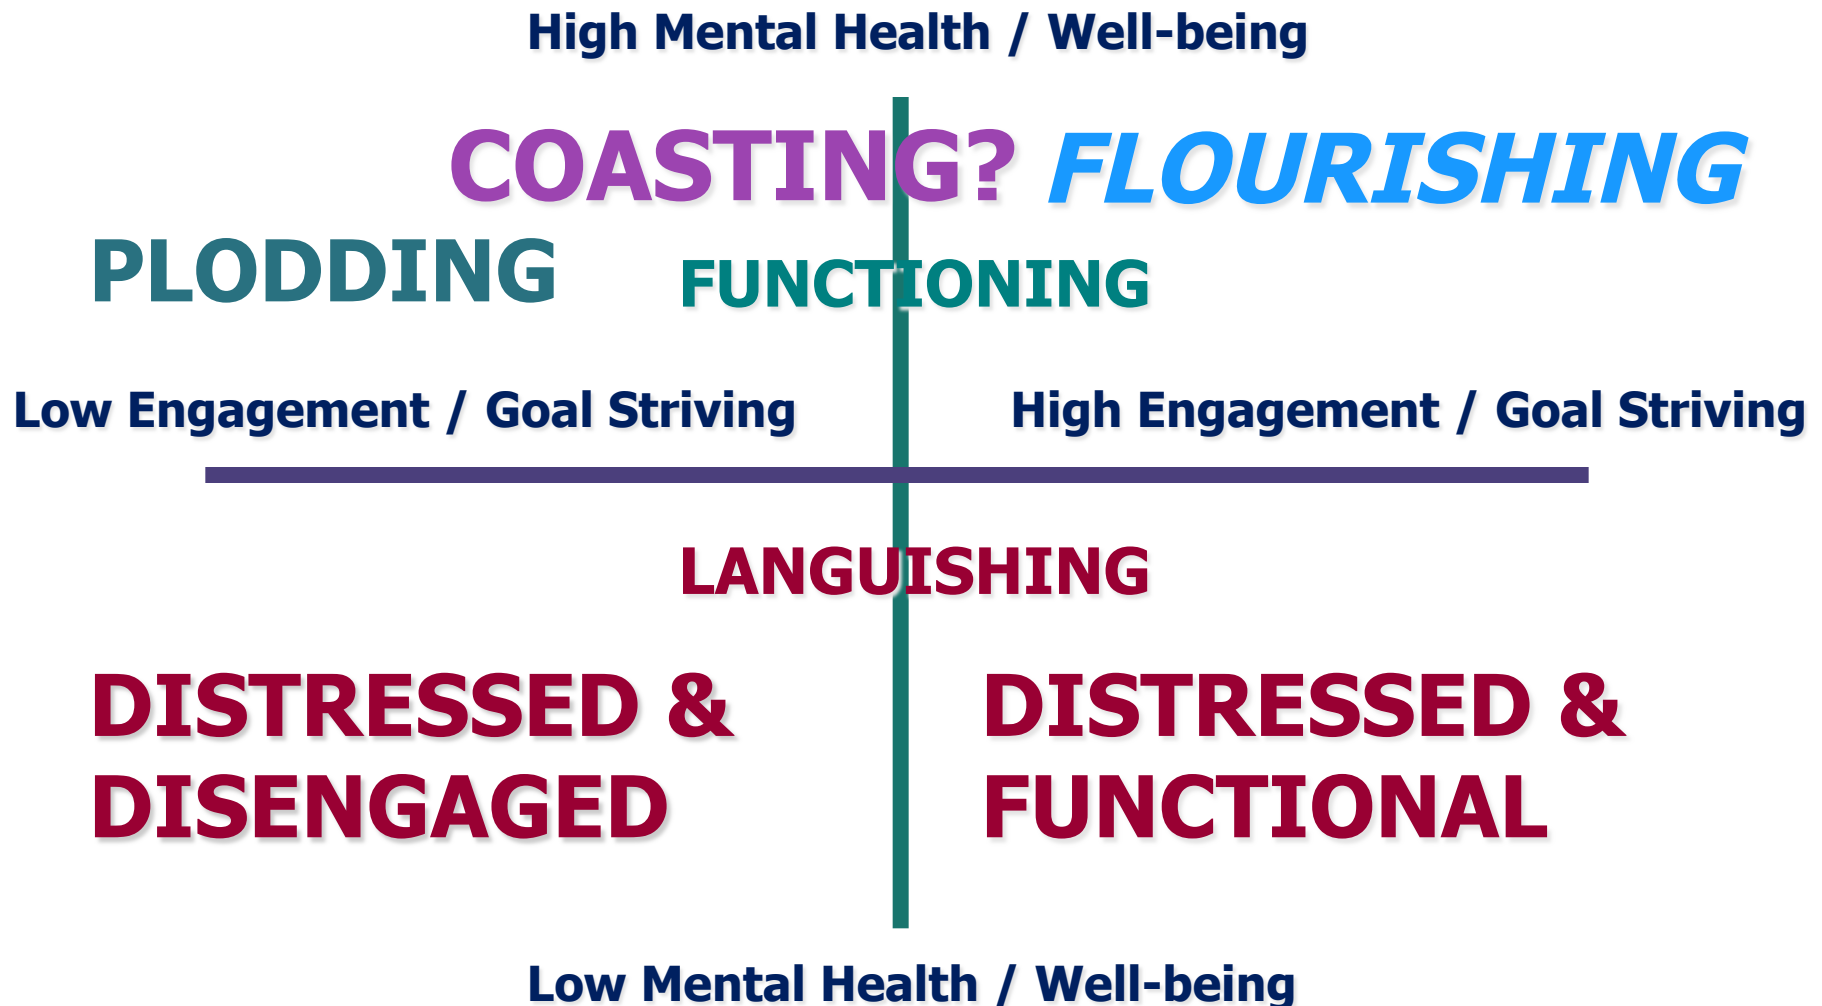 High Mental Health / Well-being
COASTING? FLOURISHING
PLODDING FUNCTIONING
Low Engagement / Goal Striving High Engagement / Goal Striving
LANGUISHING
DISTRESSED & DISTRESSED &
DISENGAGED FUNCTIONAL
Low Mental Health / Well-being